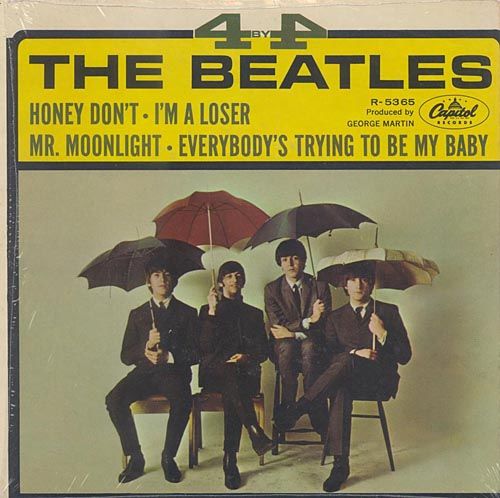 4 BY 4
THE BEATLES
HONEY DON'T · I'M A LOSER
MR. MOONLIGHT · EVERYBODY'S TRYING TO BE MY BABY
R-5365
Produced by
GEORGE MARTIN
Capitol
RECORDS